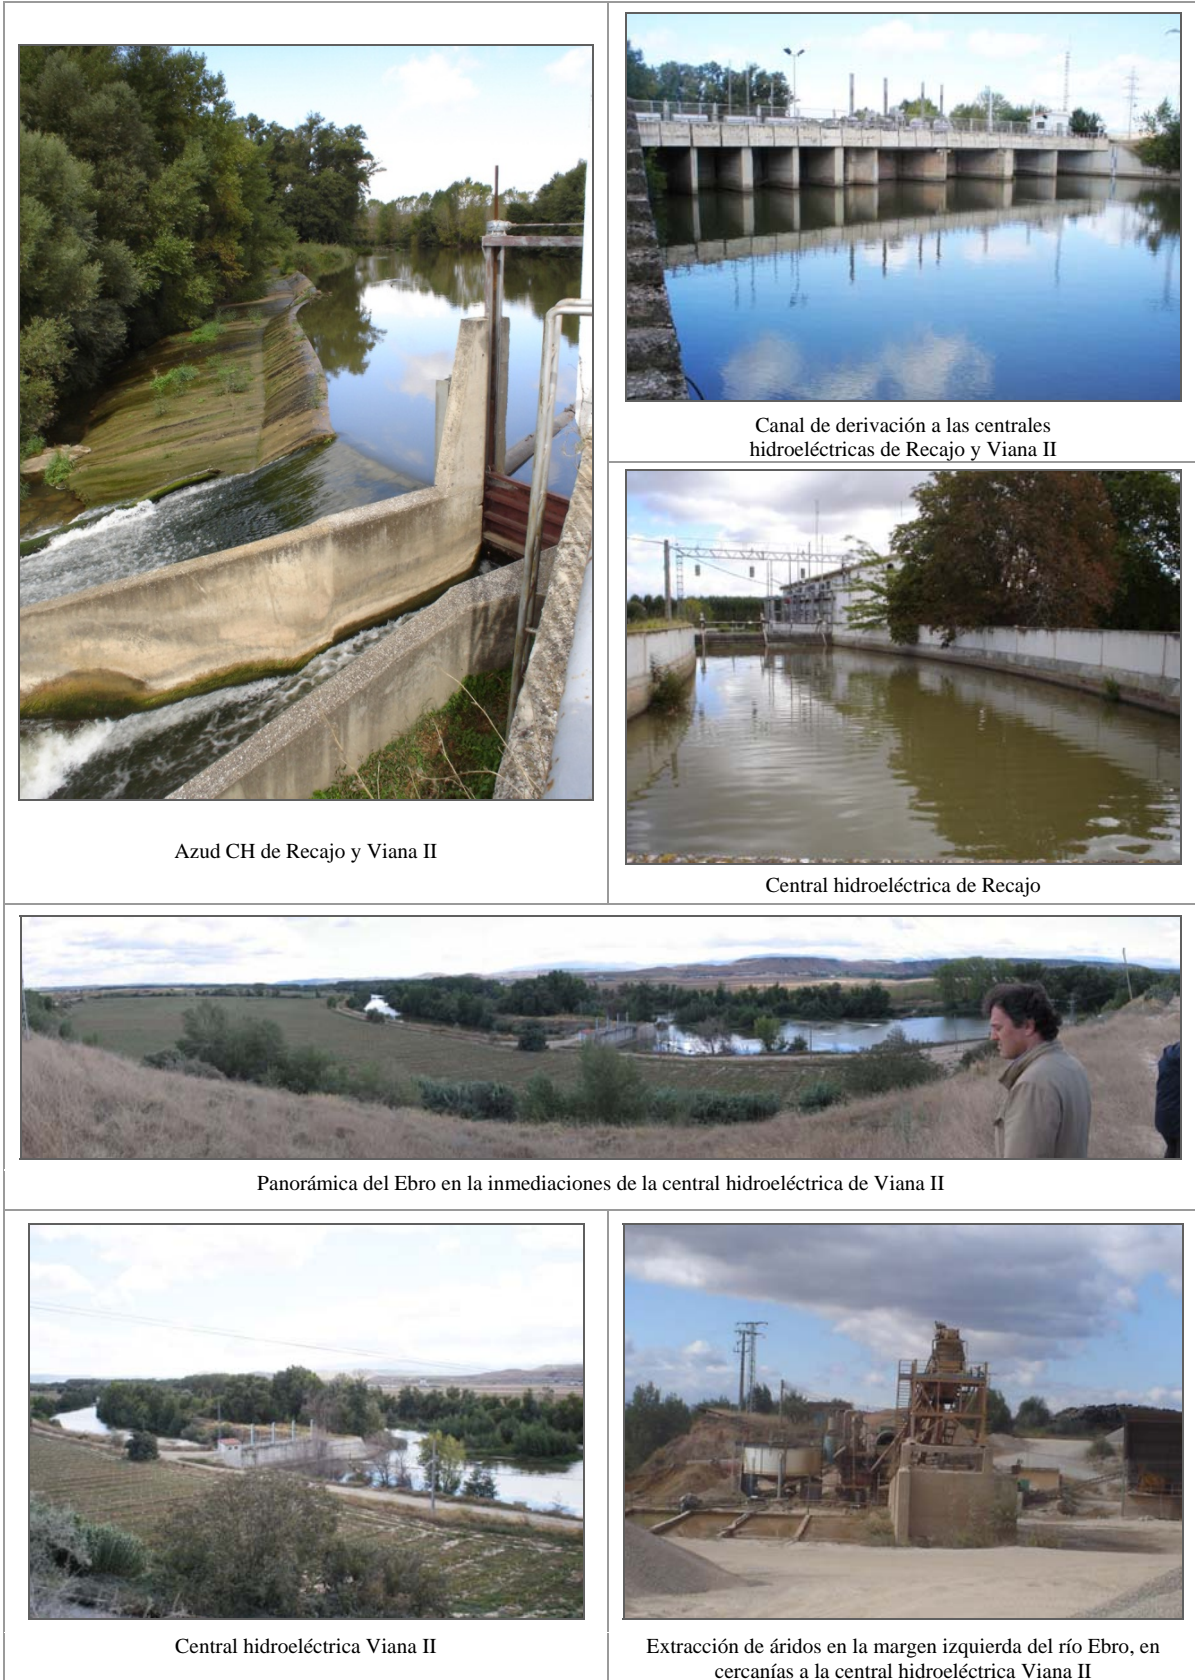 Canal de derivación a las centrales
hidroeléctricas de Recajo y Viana II
Azud CH de Recajo y Viana II
Central hidroeléctrica de Recajo
Panorámica del Ebro en la inmediaciones de la central hidroeléctrica de Viana II
Central hidroeléctrica Viana II
Extracción de áridos en la margen izquierda del río Ebro, en
cercanías a la central hidroeléctrica Viana II